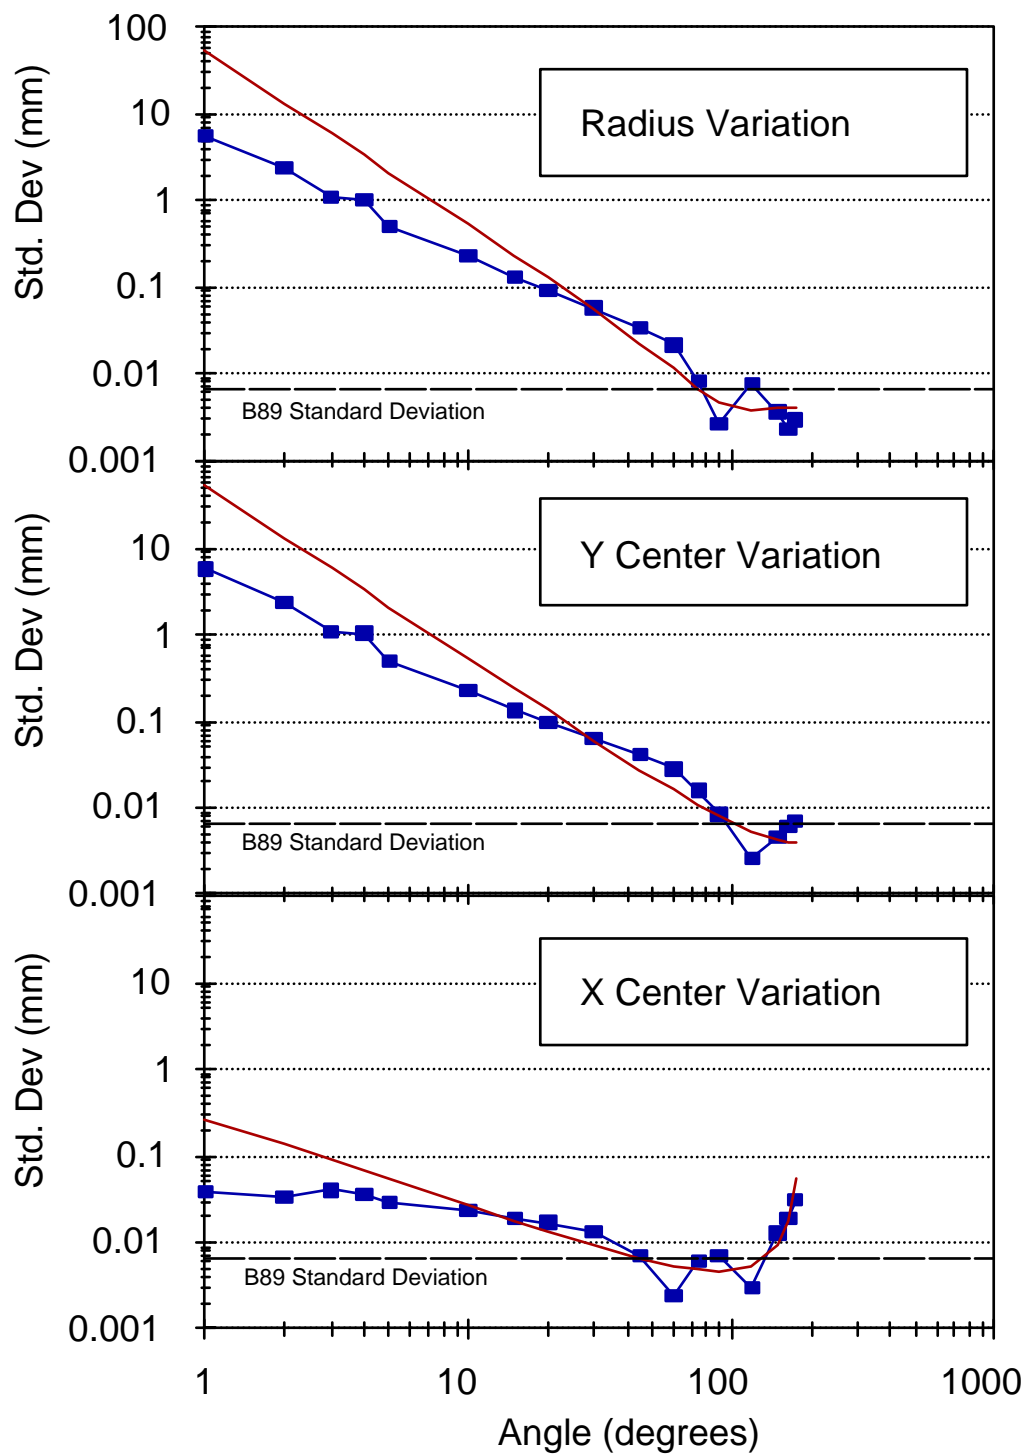 100
10
1
0.1
0.01
0.001
Std. Dev (mm)
Radius Variation
B89 Standard Deviation
10
1
0.1
0.01
0.001
Std. Dev (mm)
Y Center Variation
B89 Standard Deviation
10
1
0.1
0.01
0.001
Std. Dev (mm)
X Center Variation
B89 Standard Deviation
1 10 100 1000
Angle (degrees)